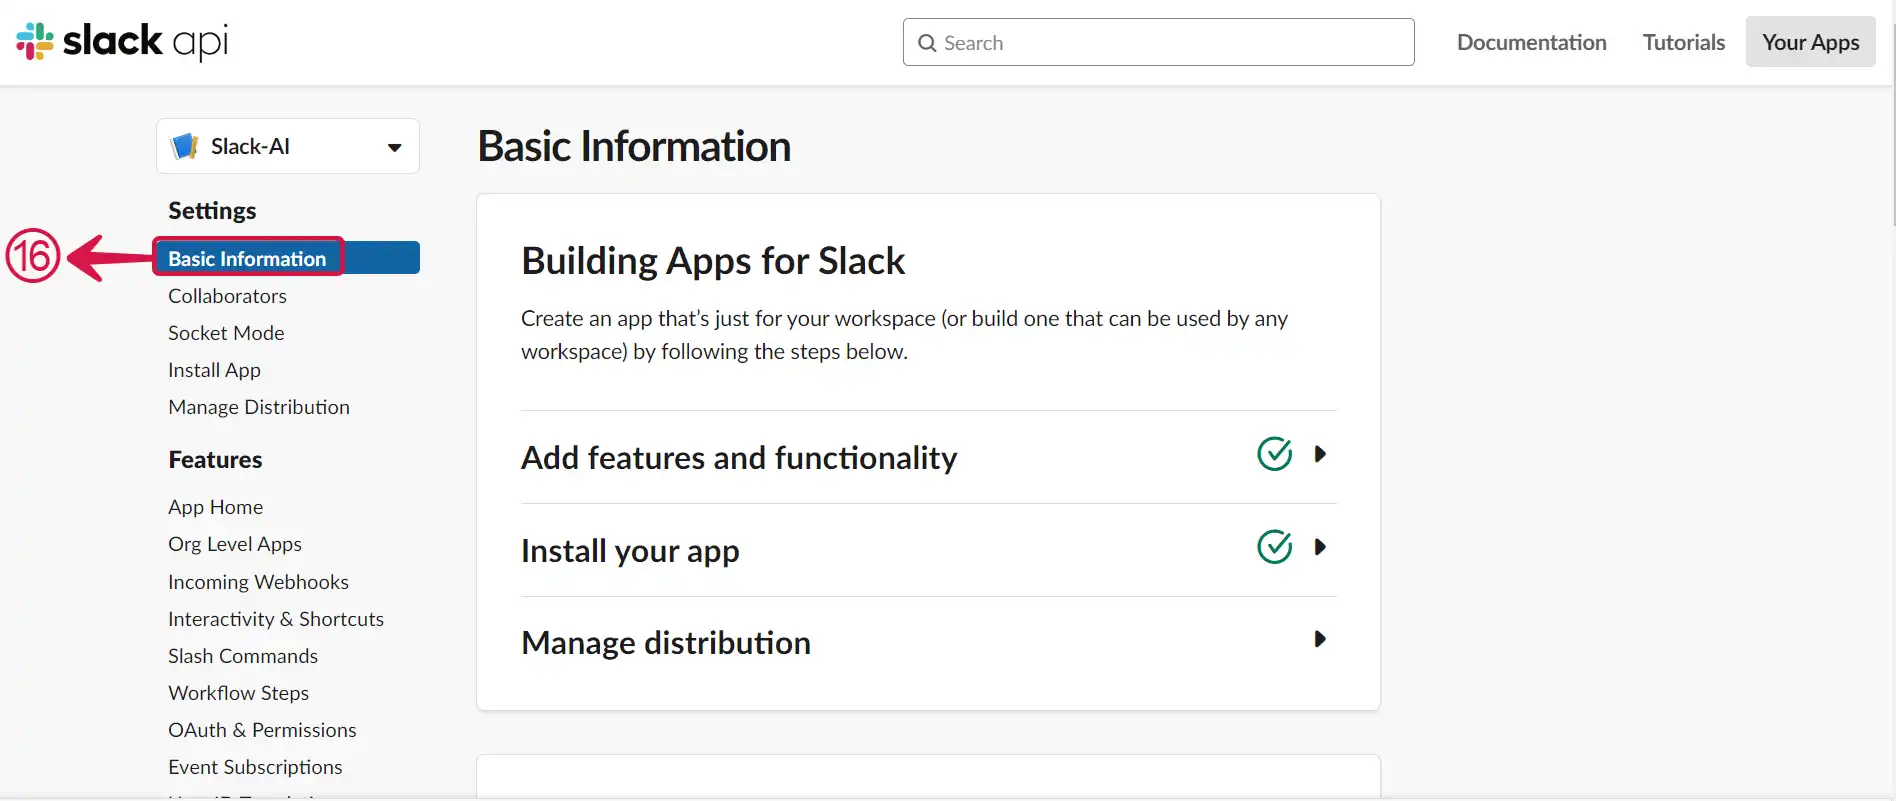 slack api
Search
Documentation
Tutorials
Your Apps
Slack-AI
Settings
16
Basic Information
Collaborators
Socket Mode
Install App
Manage Distribution
Features
App Home
Org Level Apps
Incoming Webhooks
Interactivity & Shortcuts
Slash Commands
Workflow Steps
OAuth & Permissions
Event Subscriptions
Basic Information
Building Apps for Slack
Create an app that’s just for your workspace (or build one that can be used by any
workspace) by following the steps below.
Add features and functionality
Install your app
Manage distribution